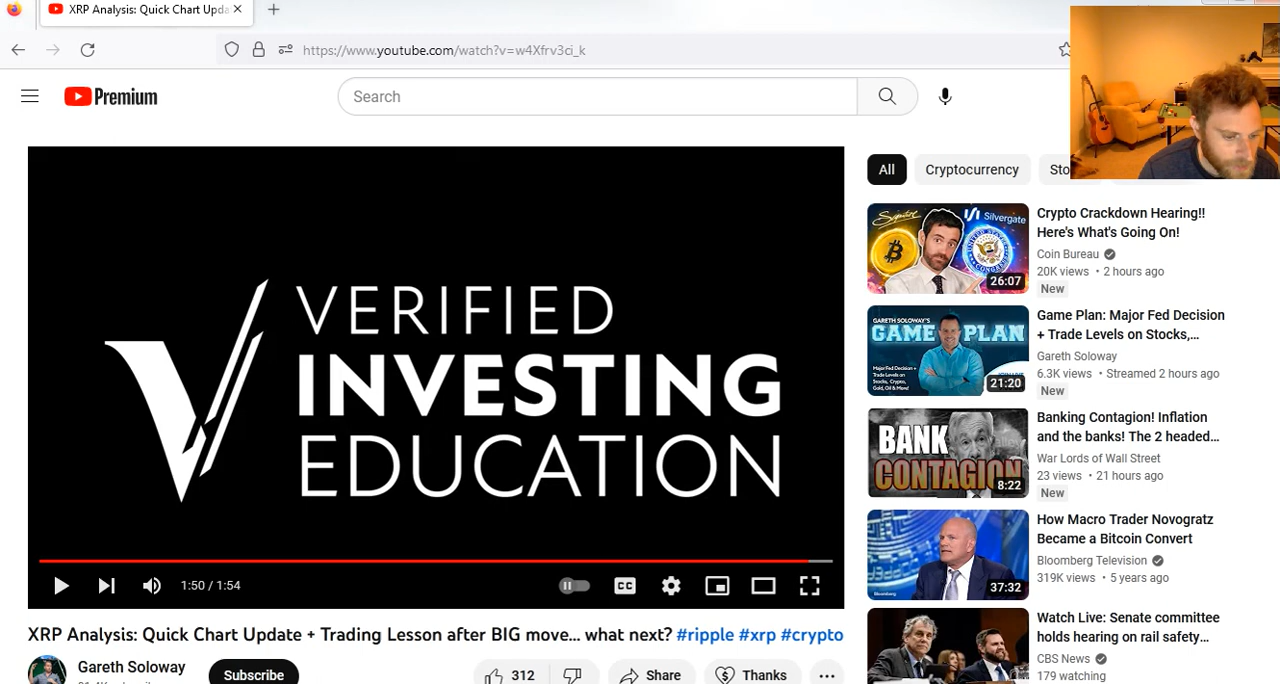 XRP Analysis: Quick Chart Upda
https://www.youtube.com/watch?v=w4Xfrv3ci_k
Premium
Search
VERIFIED
INVESTING
EDUCATION
1:50 / 1:54
CC
XRP Analysis: Quick Chart Update + Trading Lesson after BIG move... what next? #ripple #xrp #crypto
Gareth Soloway
Subscribe
312
Share
Thanks
All
Cryptocurrency
Sto
Signature
Silvergate
26:07
Crypto Crackdown Hearing!!
Here's What's Going On!
Coin Bureau
20K views • 2 hours ago
New
GARETH SOLOWAY'S
GAME PLAN
Major Fed Decision
+ Trade Levels on
Stocks, Crypto,
Gold, Oil & More!
21:20
Game Plan: Major Fed Decision
+ Trade Levels on Stocks,...
Gareth Soloway
6.3K views • Streamed 2 hours ago
New
BANK
CONTAGION
8:22
Banking Contagion! Inflation
and the banks! The 2 headed...
War Lords of Wall Street
23 views • 21 hours ago
New
Bloomberg
37:32
How Macro Trader Novogratz
Became a Bitcoin Convert
Bloomberg Television
319K views • 5 years ago
Watch Live: Senate committee
holds hearing on rail safety...
CBS News
179 watching